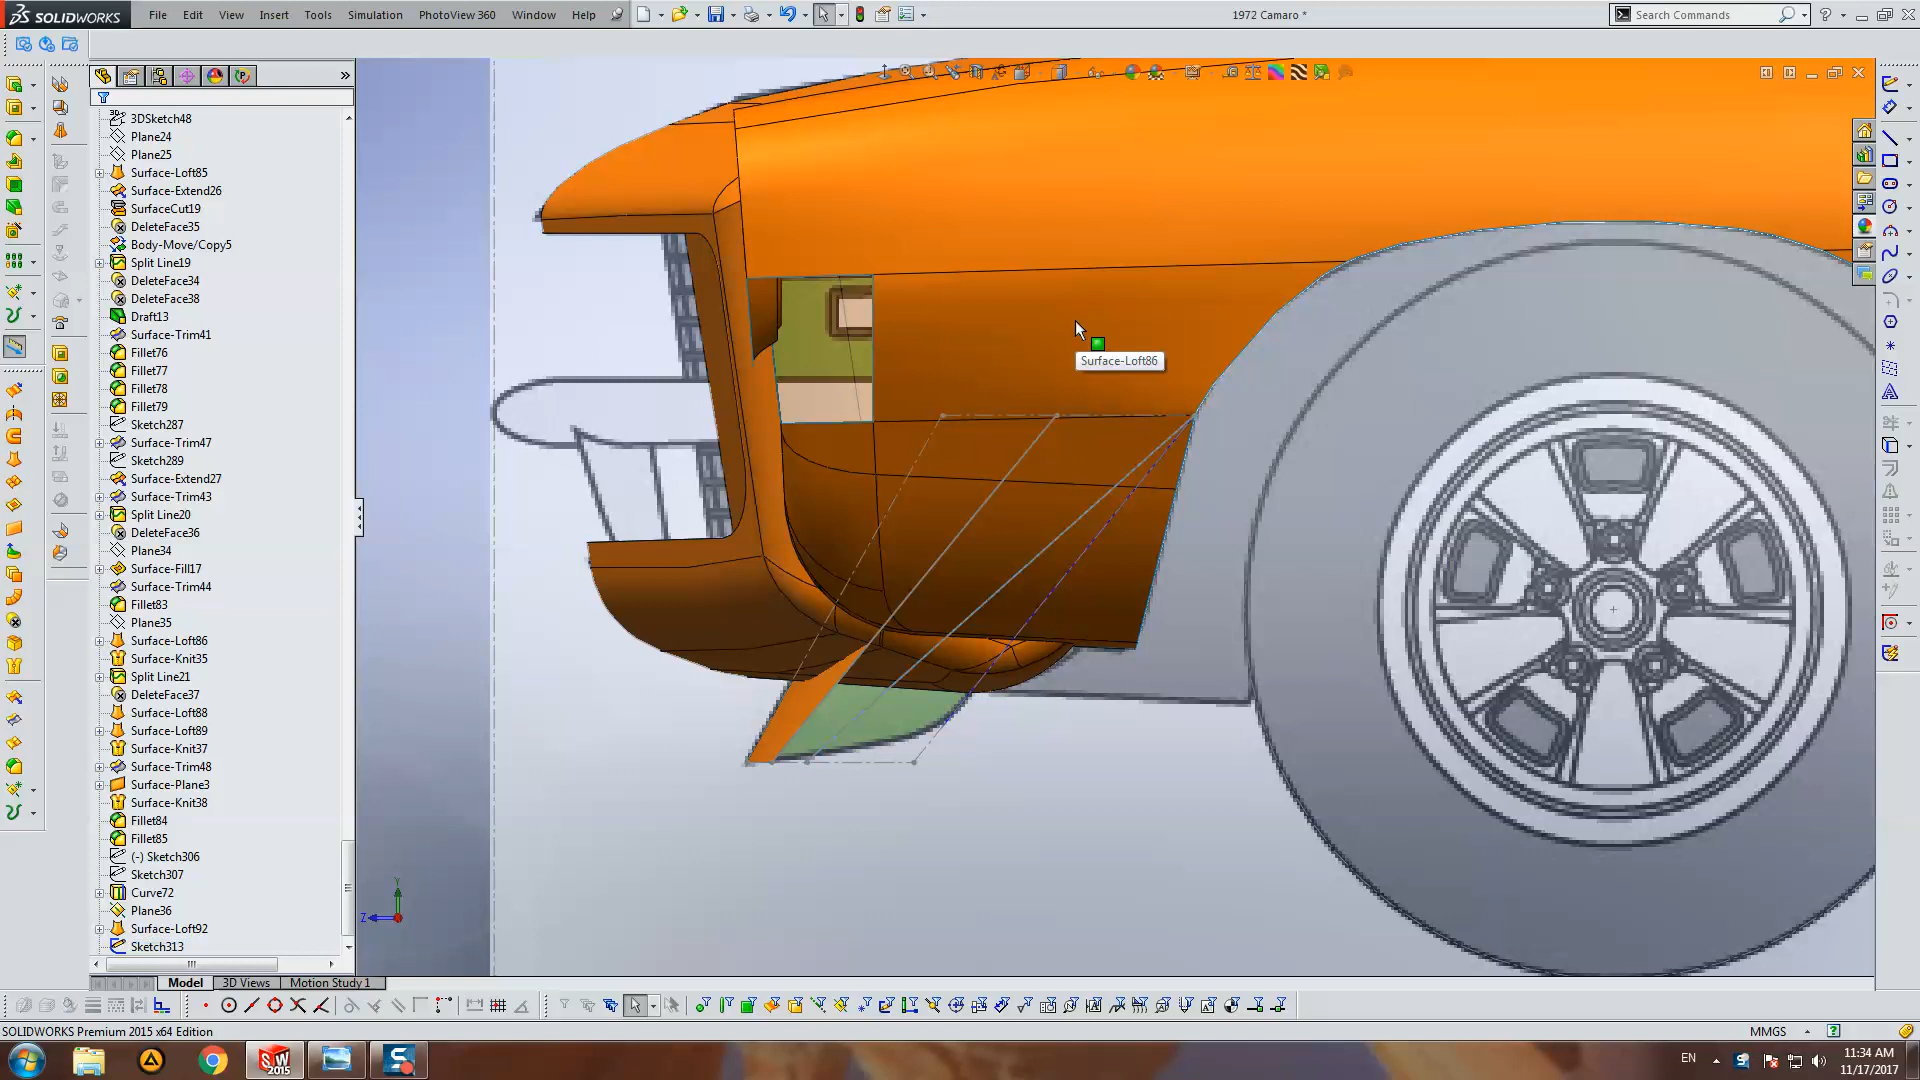 SOLIDWORKS File Edit View Insert Tools Simulation PhotoView 360 Window Help 1972 Camaro * Search Commands
3DSketch48
Plane24
Plane25
Surface-Loft85
Surface-Extend26
SurfaceCut19
DeleteFace35
Body-Move/Copy5
Split Line19
DeleteFace34
DeleteFace38
Draft13
Surface-Trim41
Fillet76
Fillet77
Fillet78
Fillet79
Sketch287
Surface-Trim47
Sketch289
Surface-Extend27
Surface-Trim43
Split Line20
DeleteFace36
Plane34
Surface-Fill17
Surface-Trim44
Fillet83
Plane35
Surface-Loft86
Surface-Knit35
Split Line21
DeleteFace37
Surface-Loft88
Surface-Loft89
Surface-Knit37
Surface-Trim48
Surface-Plane3
Surface-Knit38
Fillet84
Fillet85
(-) Sketch306
Sketch307
Curve72
Plane36
Surface-Loft92
Sketch313
Surface-Loft86
Y
Z
Model 3D Views Motion Study 1
SOLIDWORKS Premium 2015 x64 Edition MMGS
EN 11:34 AM
11/17/2017